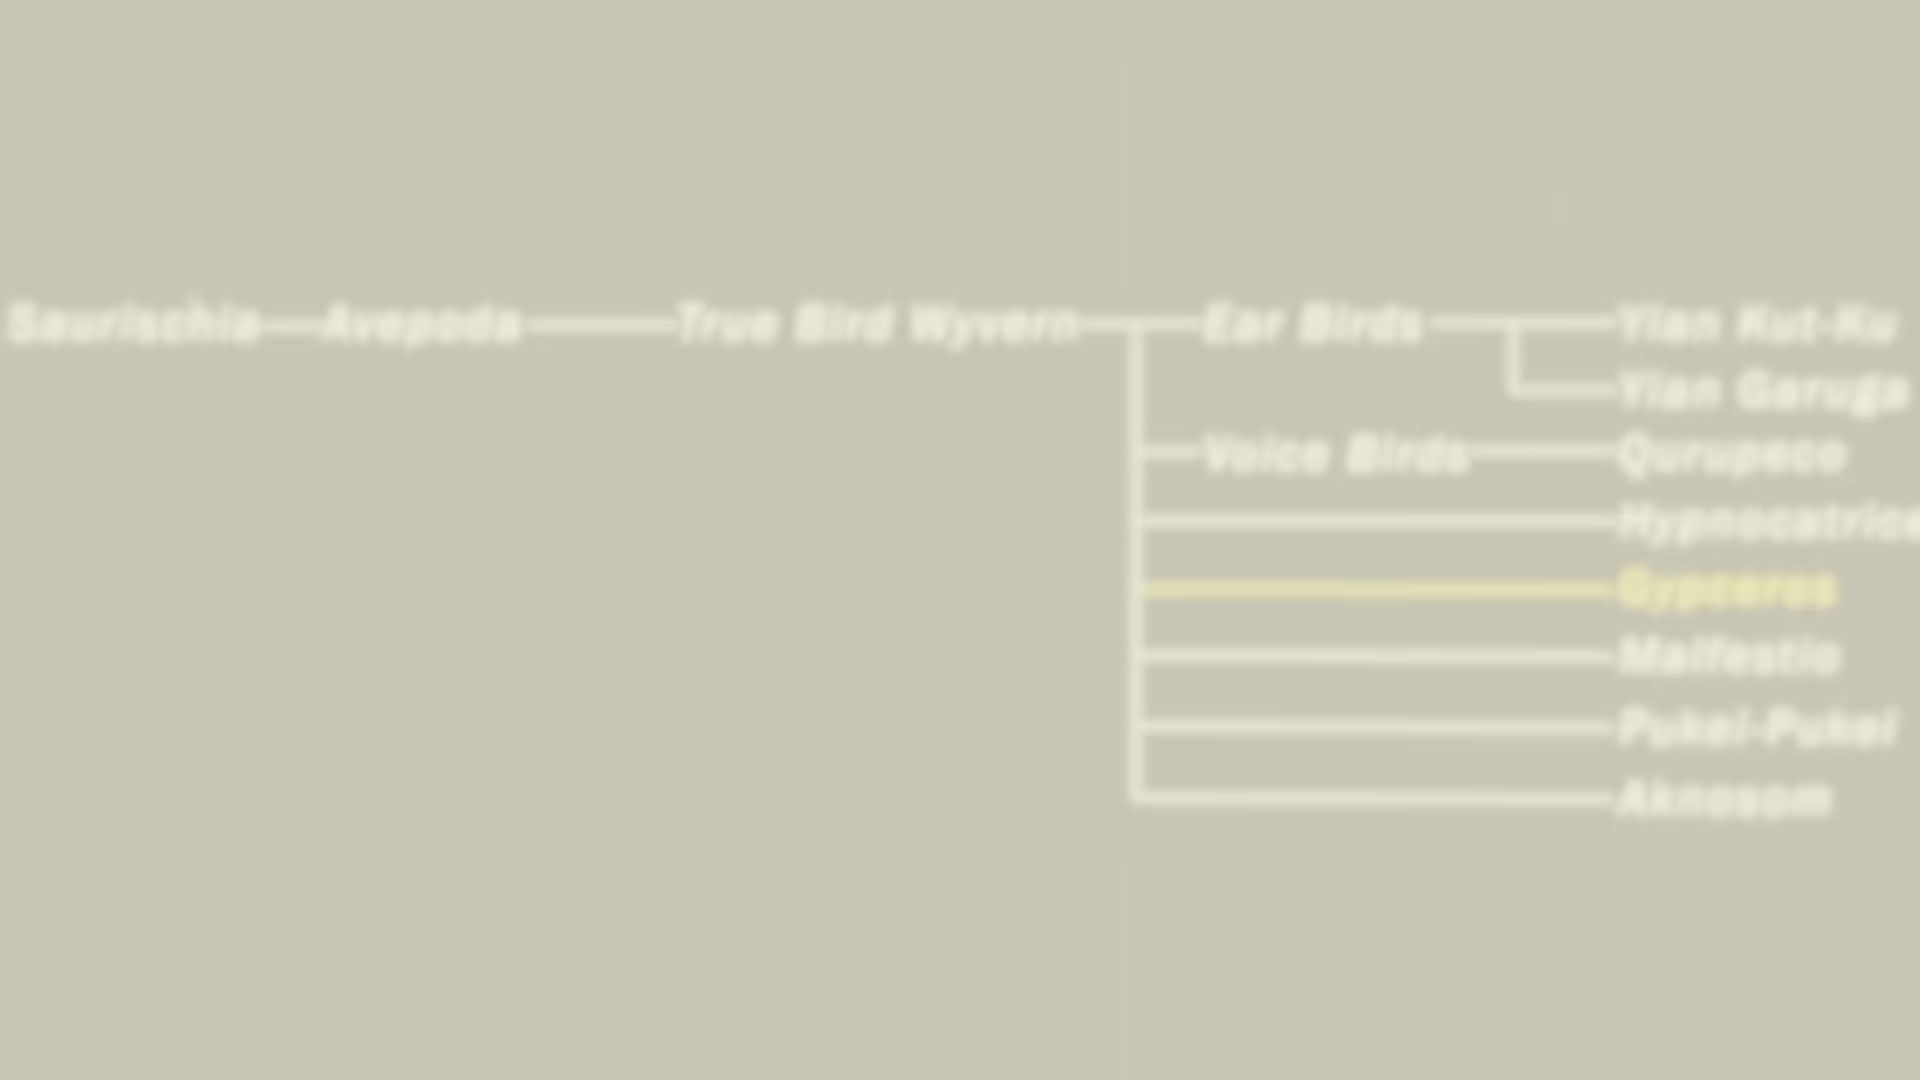 Saurischia Avepoda True Bird Wyvern Ear Birds Yian Kut-Ku
Yian Garuga
Voice Birds Qurupeco
Hypnocatrice
Gypceros
Malfestio
Pukei-Pukei
Aknosom